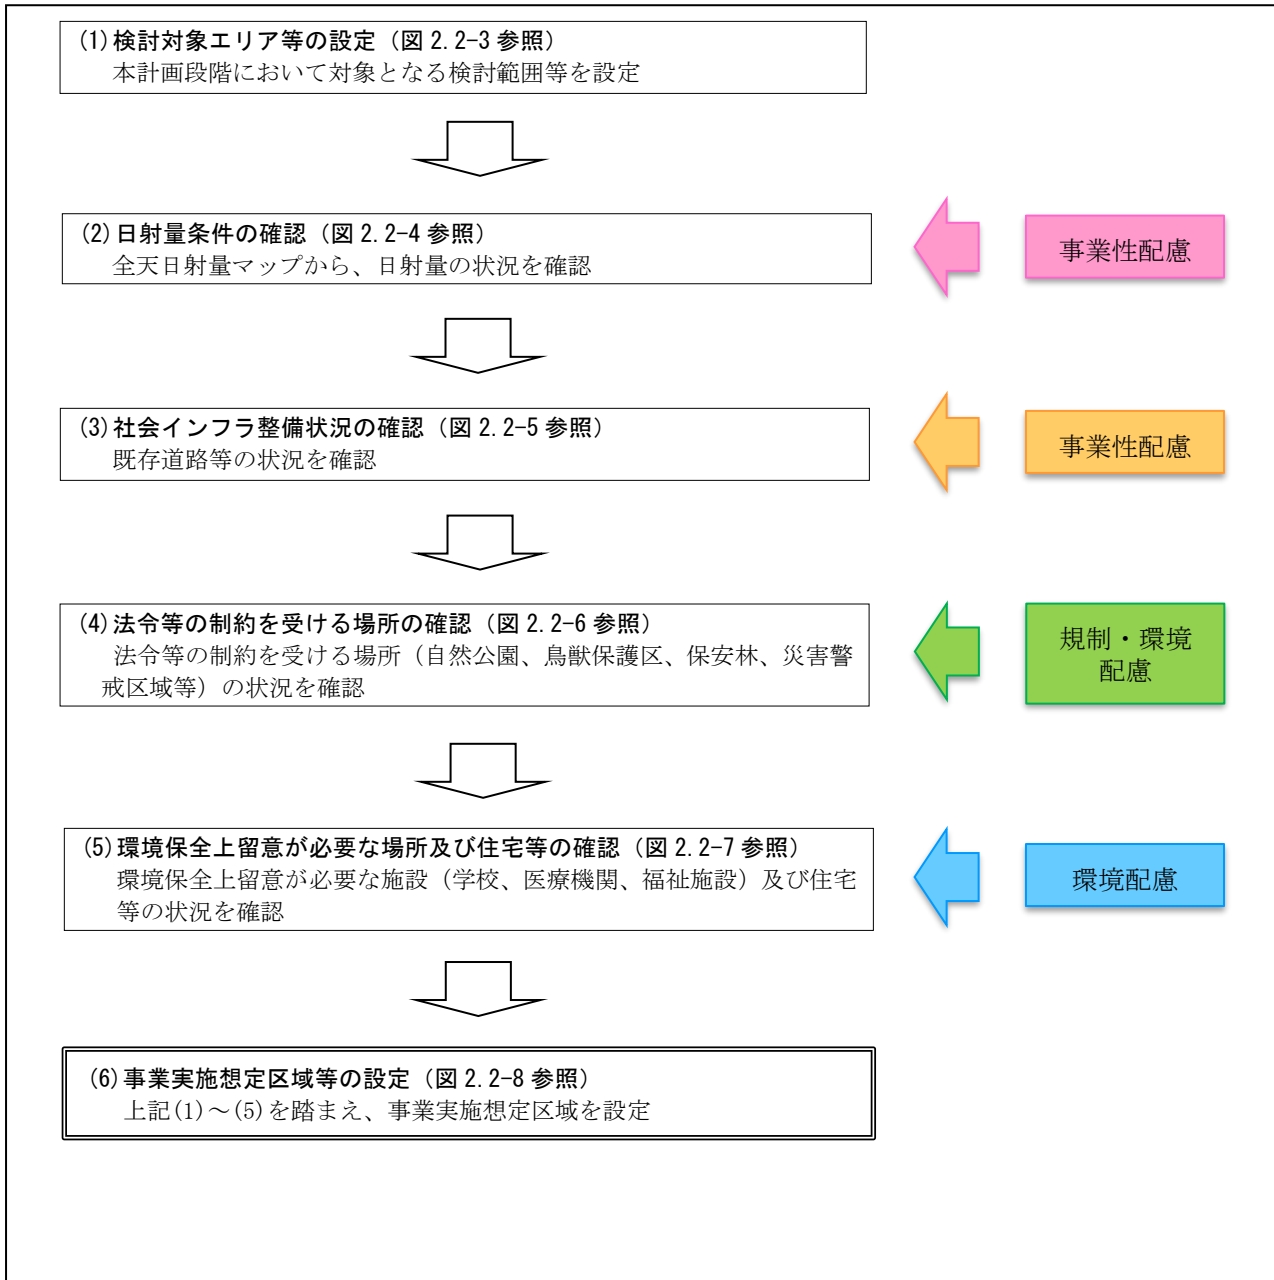 (1)検討対象エリア等の設定（図 2.2-3 参照）
本計画段階において対象となる検討範囲等を設定
(2)日射量条件の確認（図 2.2-4 参照）
全天日射量マップから、日射量の状況を確認
事業性配慮
(3)社会インフラ整備状況の確認（図 2.2-5 参照）
既存道路等の状況を確認
事業性配慮
(4)法令等の制約を受ける場所の確認（図 2.2-6 参照）
法令等の制約を受ける場所（自然公園、鳥獣保護区、保安林、災害警
戒区域等）の状況を確認
規制・環境
配慮
(5)環境保全上留意が必要な場所及び住宅等の確認（図 2.2-7 参照）
環境保全上留意が必要な施設（学校、医療機関、福祉施設）及び住宅
等の状況を確認
環境配慮
(6)事業実施想定区域等の設定（図 2.2-8 参照）
上記(1)～(5)を踏まえ、事業実施想定区域を設定